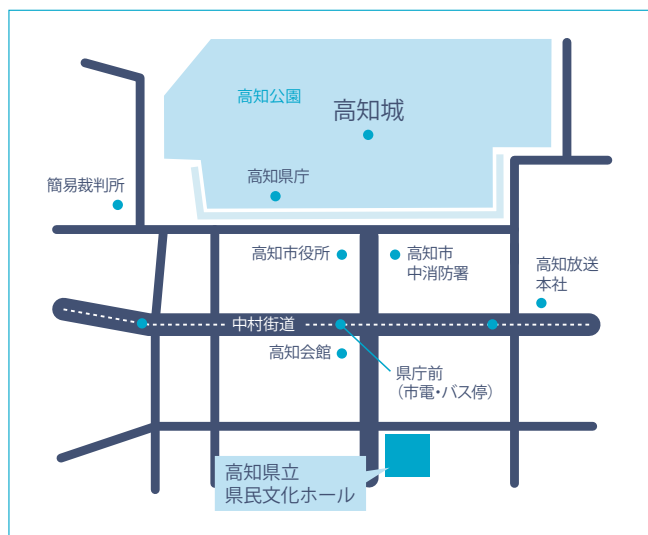 高知公園
高知城
高知県庁
簡易裁判所
高知市役所
高知市
中消防署
高知放送
本社
中村街道
高知会館
県庁前
（市電・バス停）
高知県立
県民文化ホール